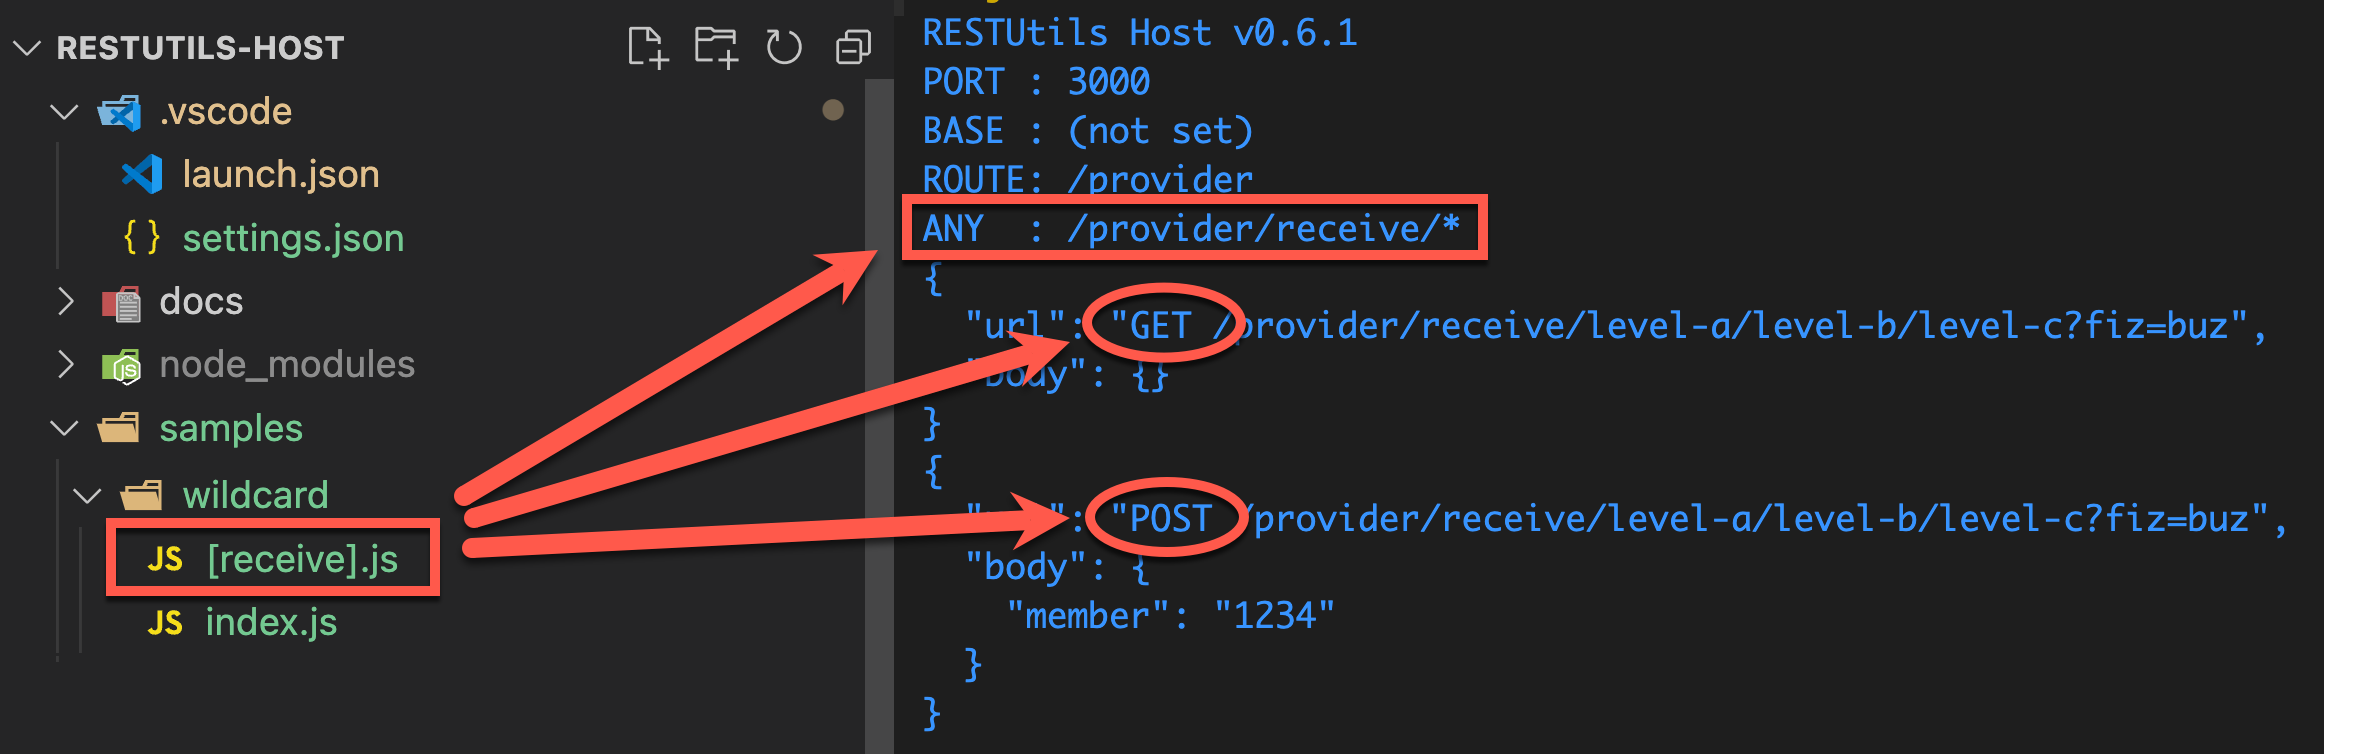 RESTUTILS-HOST
.vscode
launch.json
{ } settings.json
docs
node_modules
samples
wildcard
JS [receive].js
JS index.js
RESTUtils Host v0.6.1
PORT : 3000
BASE : (not set)
ROUTE: /provider
ANY  : /provider/receive/*
{
"url": "GET /provider/receive/level-a/level-b/level-c?fiz=buz",
"body": {}
}
{
: "POST /provider/receive/level-a/level-b/level-c?fiz=buz",
"body": {
"member": "1234"
}
}